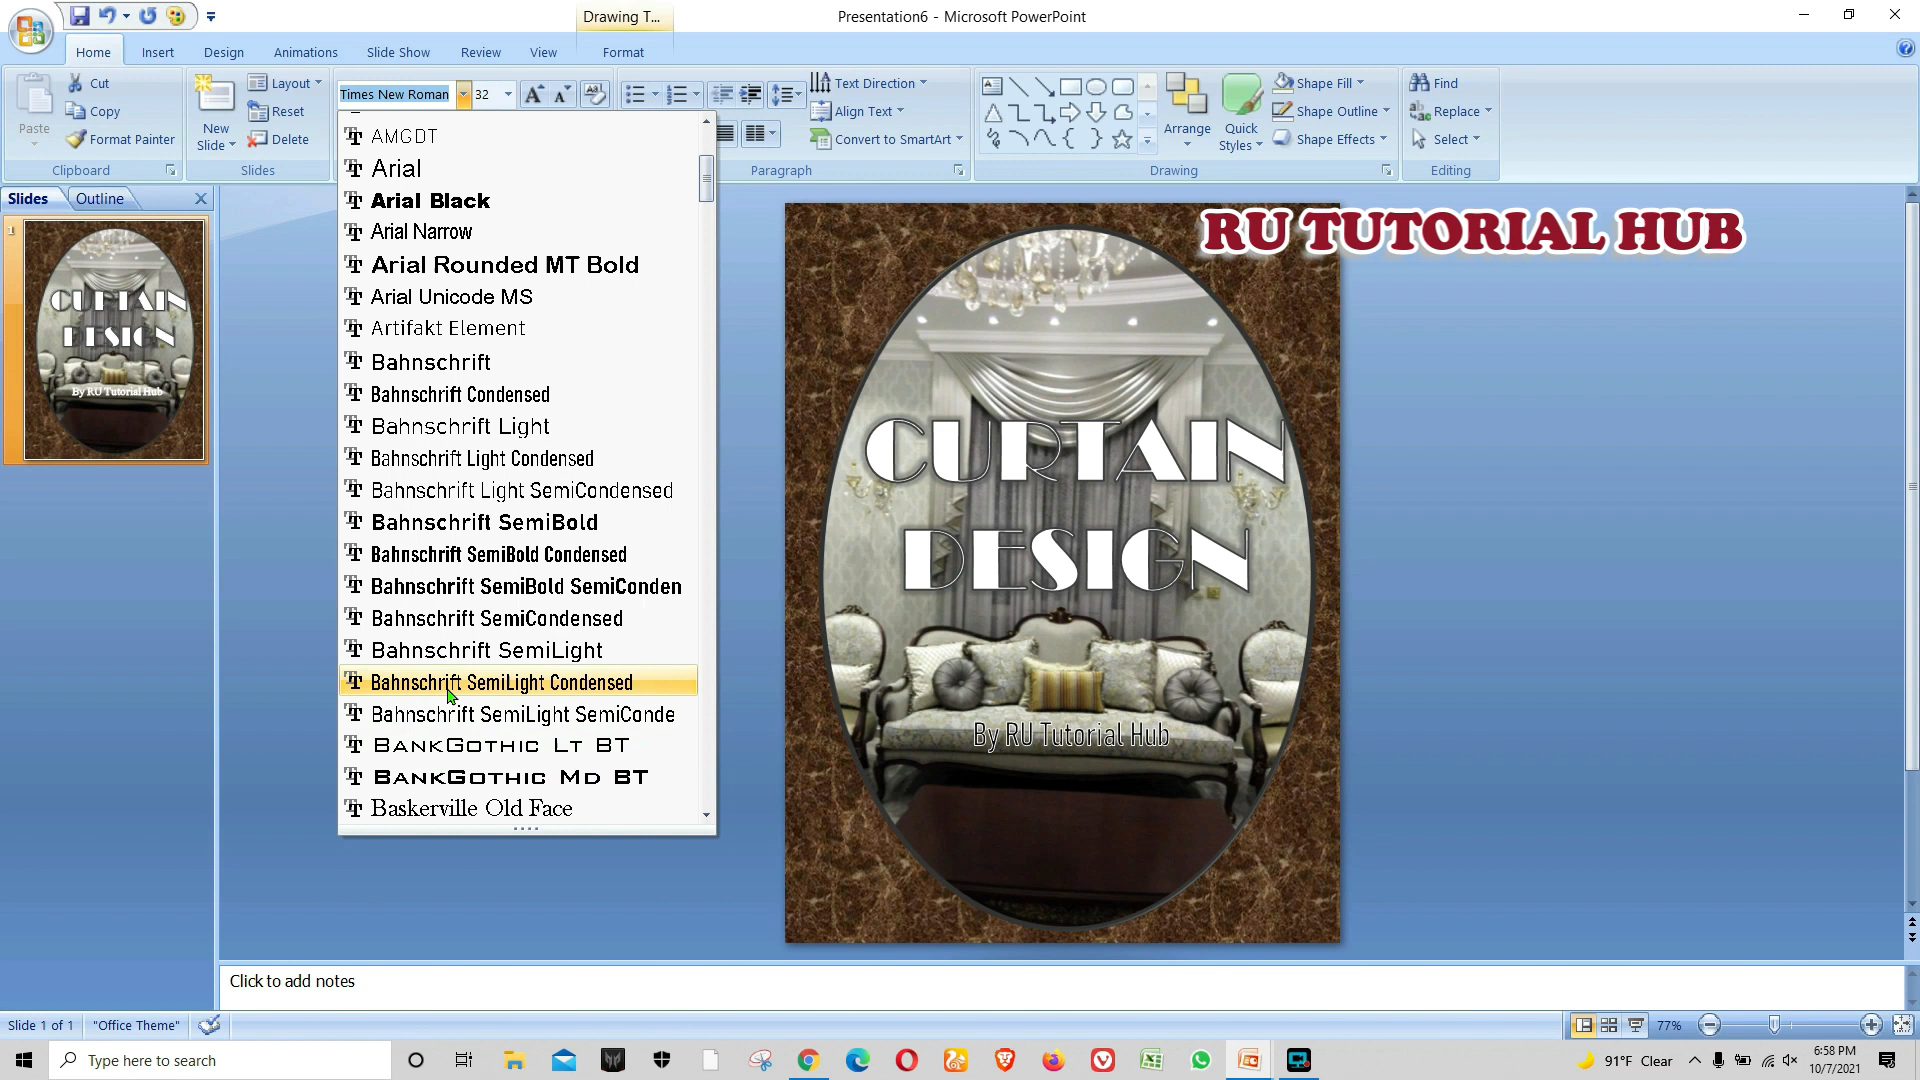 Drawing T...
Presentation6 - Microsoft PowerPoint
Home
Insert
Design
Animations
Slide Show
Review
View
Format
Paste
Cut
Copy
Format Painter
Clipboard
New
Slide
Layout
Reset
Delete
Slides
Times New Roman
32
Text Direction
Align Text
Convert to SmartArt
Paragraph
Arrange
Quick
Styles
Shape Fill
Shape Outline
Shape Effects
Drawing
Find
Replace
Select
Editing
Slides
Outline
1
CURTAIN
DESIGN
By RU Tutorial Hub
AMGDT
Arial
Arial Black
Arial Narrow
Arial Rounded MT Bold
Arial Unicode MS
Artifakt Element
Bahnschrift
Bahnschrift Condensed
Bahnschrift Light
Bahnschrift Light Condensed
Bahnschrift Light SemiCondensed
Bahnschrift SemiBold
Bahnschrift SemiBold Condensed
Bahnschrift SemiBold SemiConden
Bahnschrift SemiCondensed
Bahnschrift SemiLight
Bahnschrift SemiLight Condensed
Bahnschrift SemiLight SemiConde
BankGothic Lt BT
BankGothic Md BT
Baskerville Old Face
RU TUTORIAL HUB
CURTAIN
DESIGN
By RU Tutorial Hub
Click to add notes
Slide 1 of 1
"Office Theme"
77%
Type here to search
91°F Clear
6:58 PM
10/7/2021